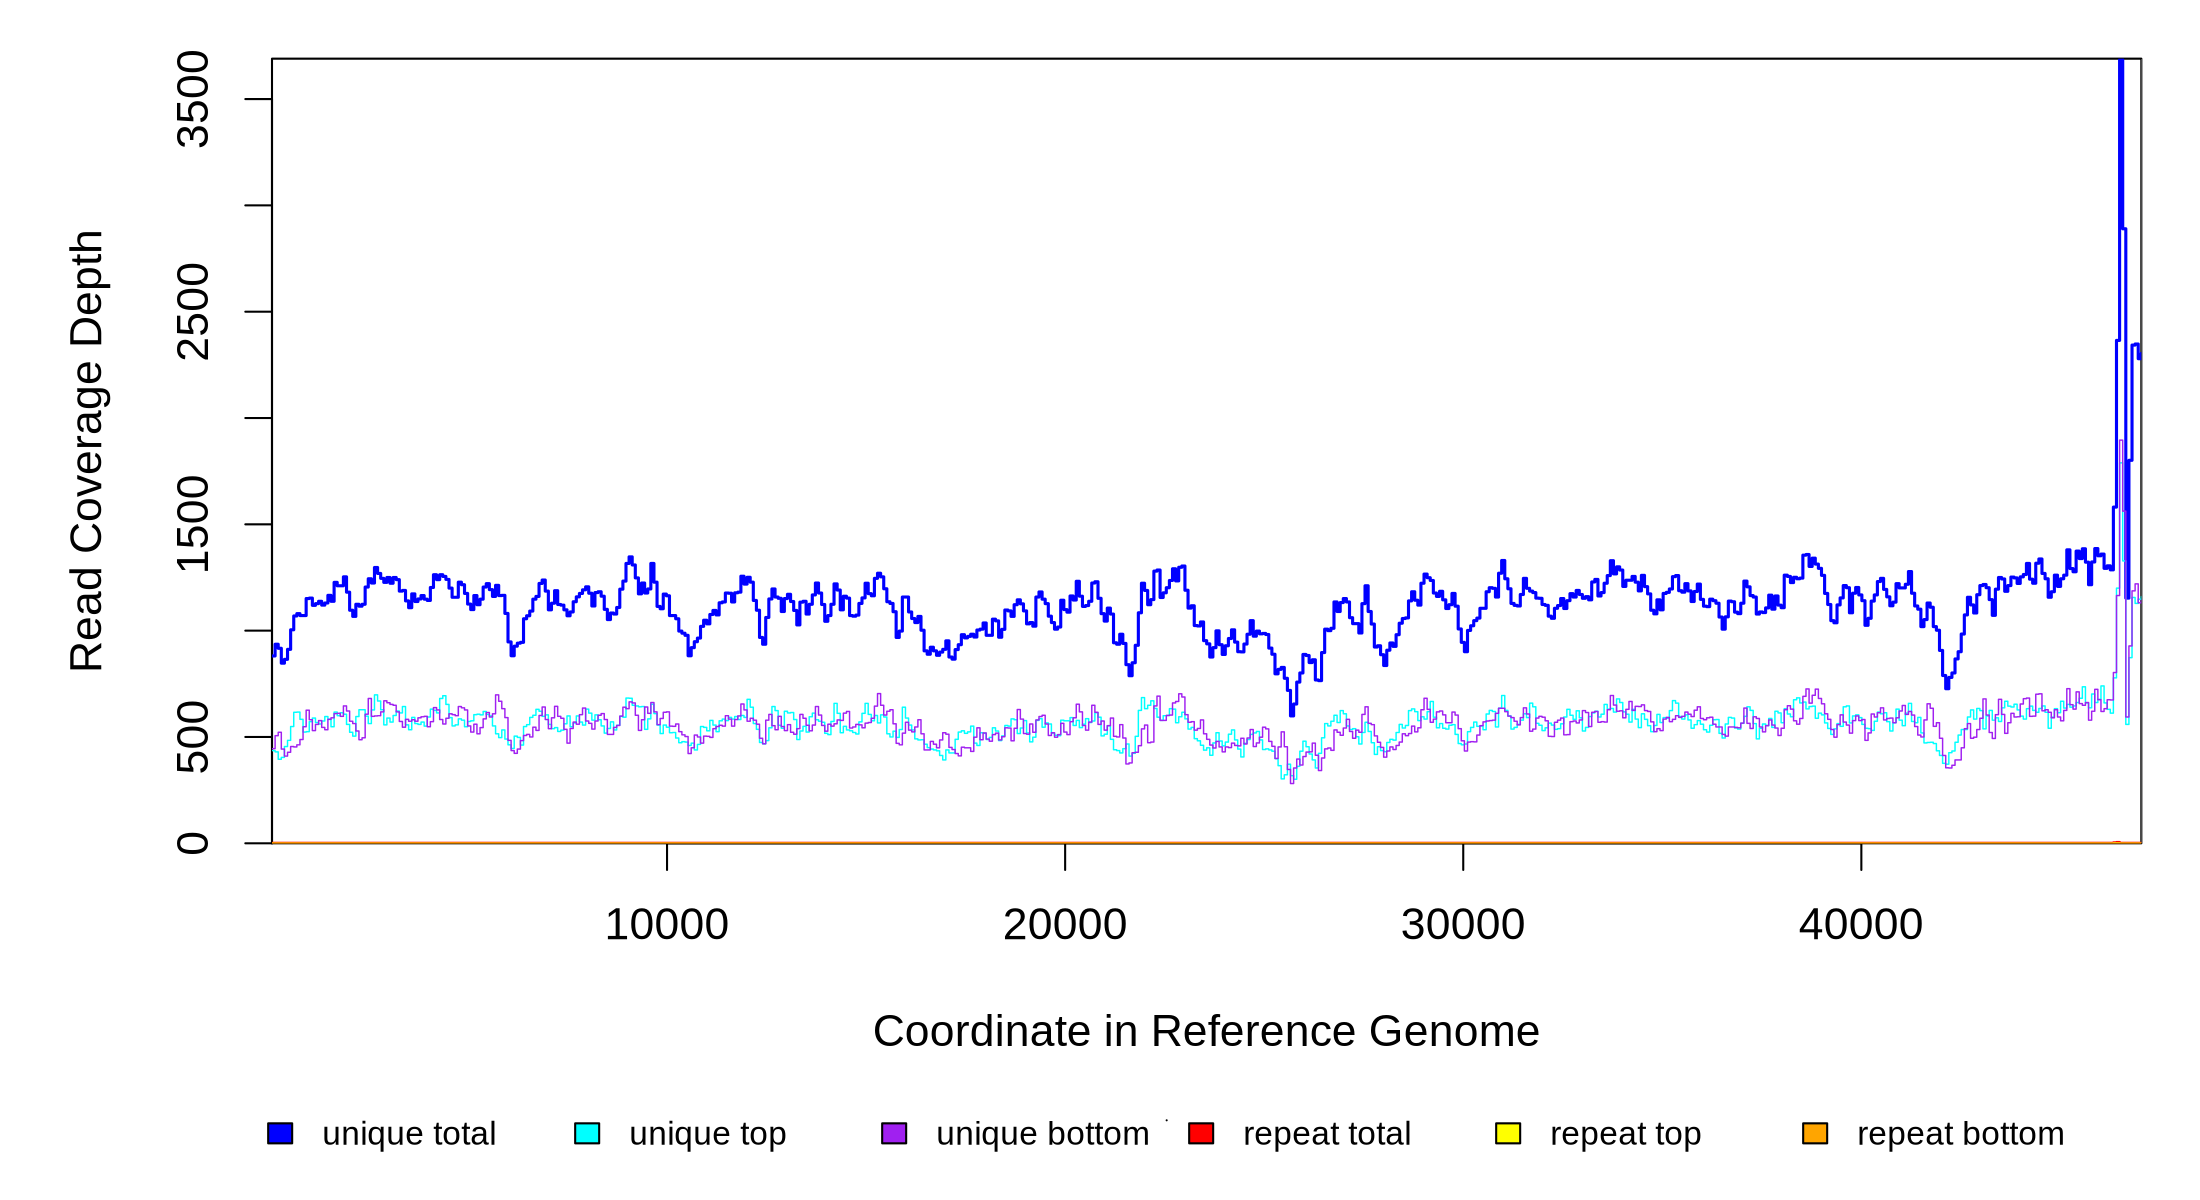 3500
2500
1500
500
0
Read Coverage Depth
10000 20000 30000 40000
Coordinate in Reference Genome
unique total unique top unique bottom repeat total repeat top repeat bottom